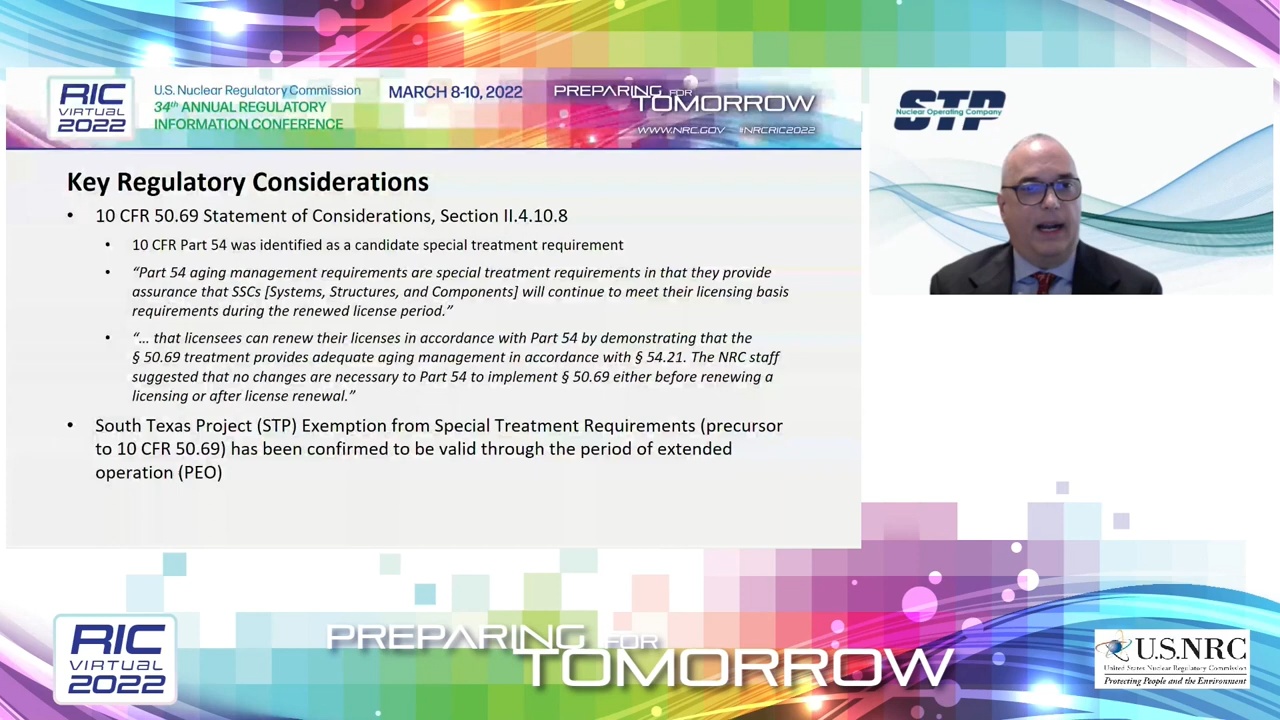 RIC
VIRTUAL
2022
U.S. Nuclear Regulatory Commission
34th ANNUAL REGULATORY
INFORMATION CONFERENCE
MARCH 8-10, 2022
PREPARING FOR
TOMORROW
WWW.NRC.GOV #NRCRIC2022
STP
Nuclear Operating Company
Key Regulatory Considerations
• 10 CFR 50.69 Statement of Considerations, Section II.4.10.8
• 10 CFR Part 54 was identified as a candidate special treatment requirement
• “Part 54 aging management requirements are special treatment requirements in that they provide
assurance that SSCs [Systems, Structures, and Components] will continue to meet their licensing basis
requirements during the renewed license period.”
• “… that licensees can renew their licenses in accordance with Part 54 by demonstrating that the
§ 50.69 treatment provides adequate aging management in accordance with § 54.21. The NRC staff
suggested that no changes are necessary to Part 54 to implement § 50.69 either before renewing a
licensing or after license renewal.”
• South Texas Project (STP) Exemption from Special Treatment Requirements (precursor
to 10 CFR 50.69) has been confirmed to be valid through the period of extended
operation (PEO)
RIC
VIRTUAL
2022
PREPARING FOR
TOMORROW
U.S.NRC
United States Nuclear Regulatory Commission
Protecting People and the Environment